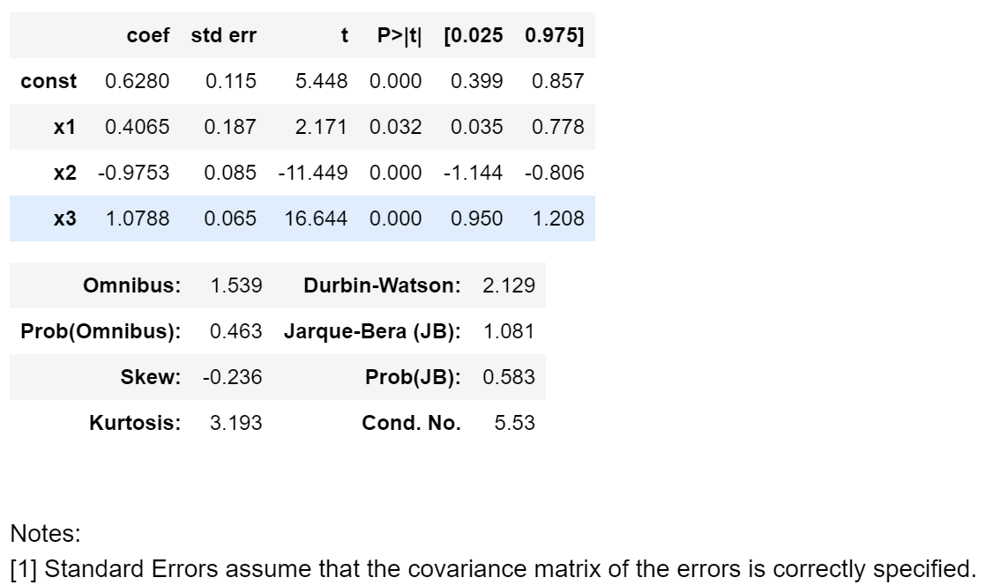 coef std err t P>|t| [0.025 0.975]
const 0.6280 0.115 5.448 0.000 0.399 0.857
x1 0.4065 0.187 2.171 0.032 0.035 0.778
x2 -0.9753 0.085 -11.449 0.000 -1.144 -0.806
x3 1.0788 0.065 16.644 0.000 0.950 1.208
Omnibus: 1.539 Durbin-Watson: 2.129
Prob(Omnibus): 0.463 Jarque-Bera (JB): 1.081
Skew: -0.236 Prob(JB): 0.583
Kurtosis: 3.193 Cond. No. 5.53
Notes:
[1] Standard Errors assume that the covariance matrix of the errors is correctly specified.